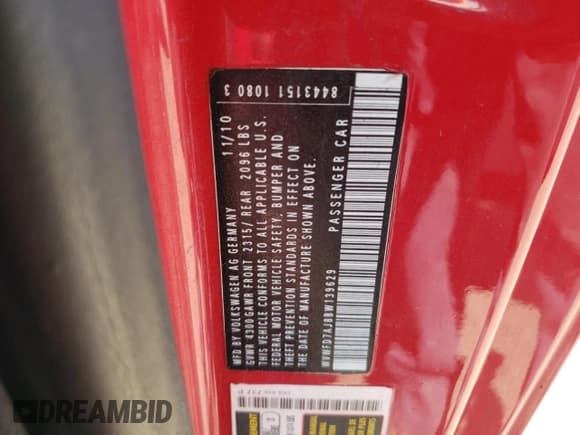 8443151 1080 3
MFD BY VOLKSWAGEN AG GERMANY 11/10
GVWR 4300GAWR FRONT 2315/ REAR 2096 LBS
THIS VEHICLE CONFORMS TO ALL APPLICABLE U.S.
FEDERAL MOTOR VEHICLE SAFETY, BUMPER AND
THEFT PREVENTION STANDARDS IN EFFECT ON
THE DATE OF MANUFACTURE SHOWN ABOVE.
WVWFD7AJ8BW139629 PASSENGER CAR
DREAMBID